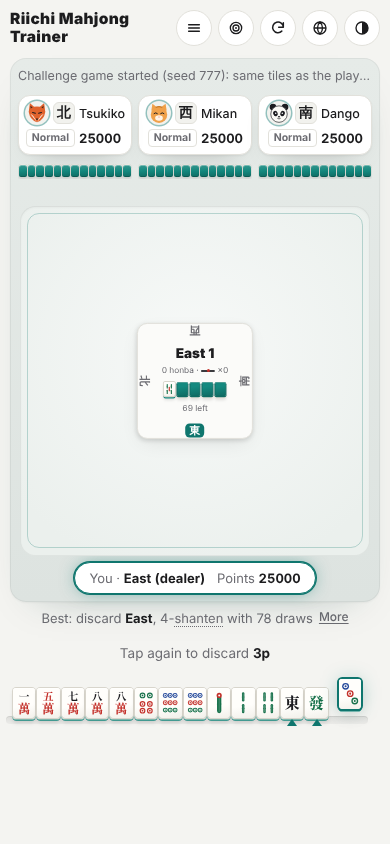 Riichi Mahjong
Trainer
Challenge game started (seed 777): same tiles as the play...
北 Tsukiko
Normal 25000
西 Mikan
Normal 25000
南 Dango
Normal 25000
西
East 1
0 honba · ×0
北
南
69 left
東
You · East (dealer) Points 25000
Best: discard East, 4-shanten with 78 draws More
Tap again to discard 3p
一萬 五萬 七萬 八萬 八萬 東 發